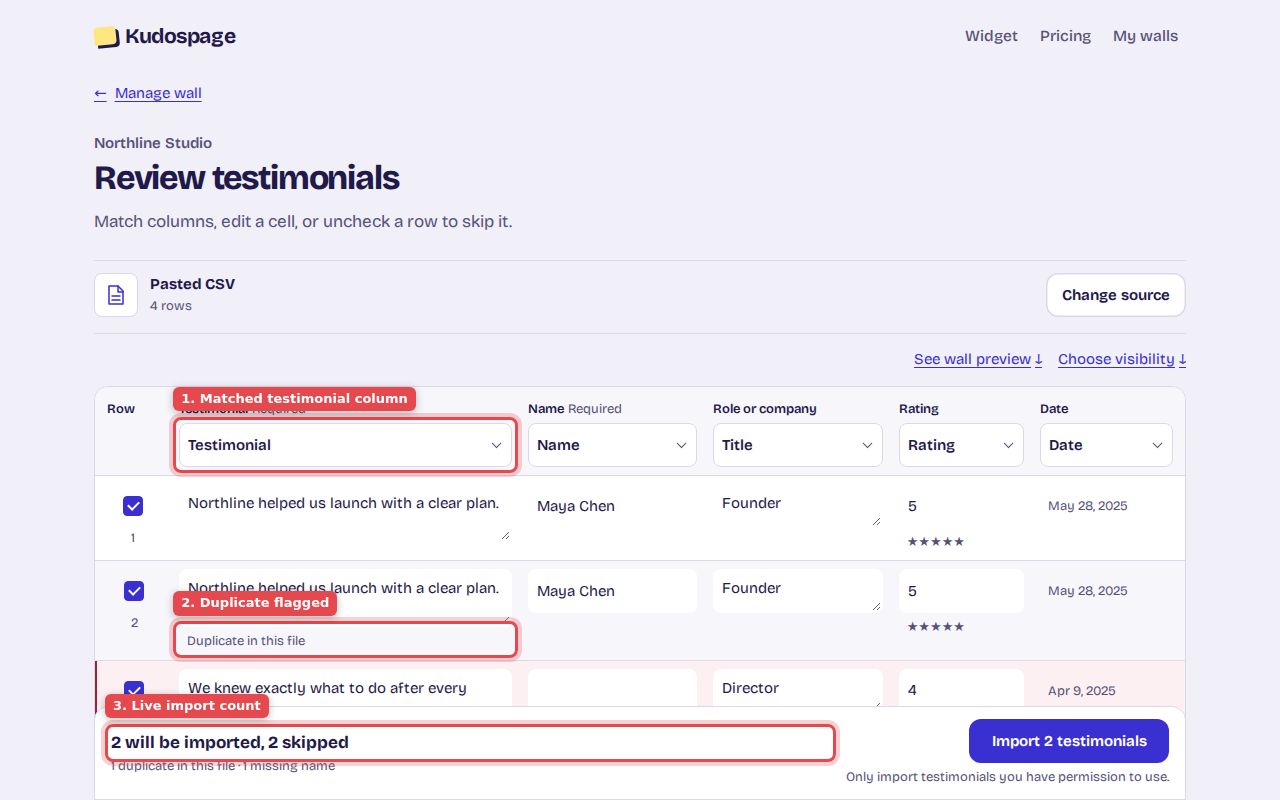 Kudospage
Widget Pricing My walls
← Manage wall
Northline Studio
Review testimonials
Match columns, edit a cell, or uncheck a row to skip it.
Pasted CSV
4 rows
Change source
See wall preview ↓ Choose visibility ↓
1. Matched testimonial column
Row Name Required Role or company Rating Date
Testimonial Name Title Rating Date
Northline helped us launch with a clear plan. Maya Chen Founder 5 May 28, 2025
1 ★★★★★
Northline helped us launch with a clear plan. Maya Chen Founder 5 May 28, 2025
2. Duplicate flagged
2 ★★★★★
Duplicate in this file
We knew exactly what to do after every Director 4 Apr 9, 2025
3. Live import count
2 will be imported, 2 skipped
Import 2 testimonials
1 duplicate in this file · 1 missing name
Only import testimonials you have permission to use.